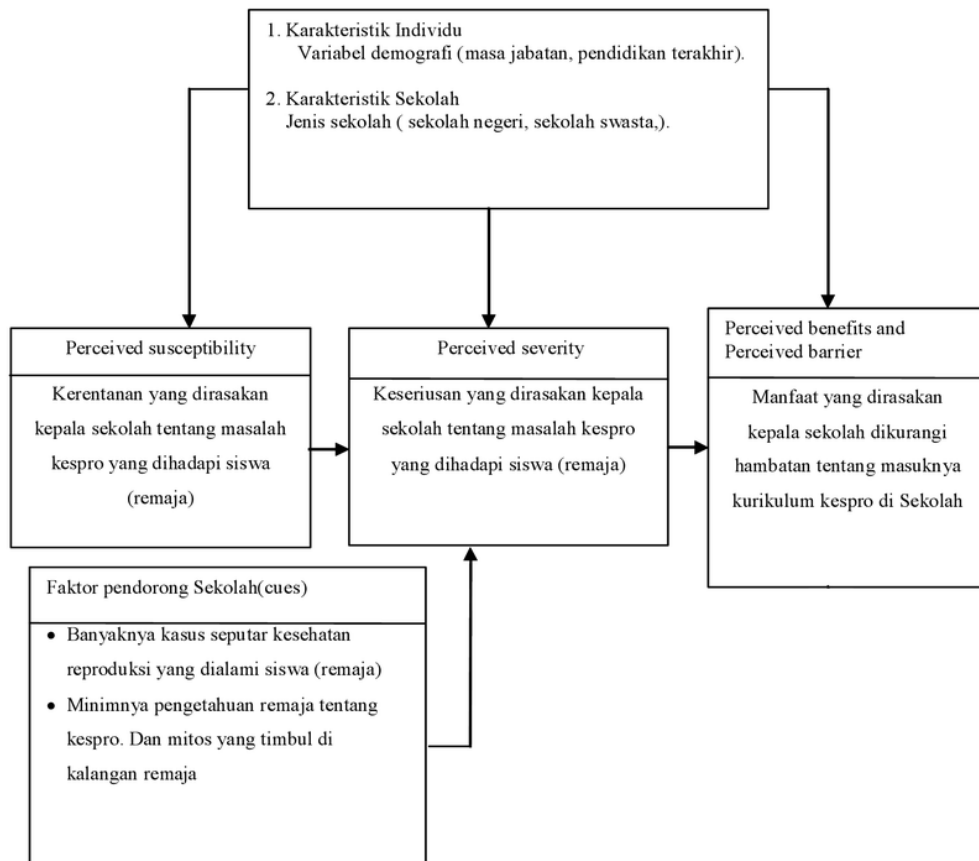 1. Karakteristik Individu
Variabel demografi (masa jabatan, pendidikan terakhir).
2. Karakteristik Sekolah
Jenis sekolah ( sekolah negeri, sekolah swasta,).
Perceived susceptibility
Kerentanan yang dirasakan
kepala sekolah tentang masalah
kespro yang dihadapi siswa
(remaja)
Perceived severity
Keseriusan yang dirasakan kepala
sekolah tentang masalah kespro
yang dihadapi siswa (remaja)
Perceived benefits and
Perceived barrier
Manfaat yang dirasakan
kepala sekolah dikurangi
hambatan tentang masuknya
kurikulum kespro di Sekolah
Faktor pendorong Sekolah(cues)
• Banyaknya kasus seputar kesehatan
reproduksi yang dialami siswa (remaja)
• Minimnya pengetahuan remaja tentang
kespro. Dan mitos yang timbul di
kalangan remaja